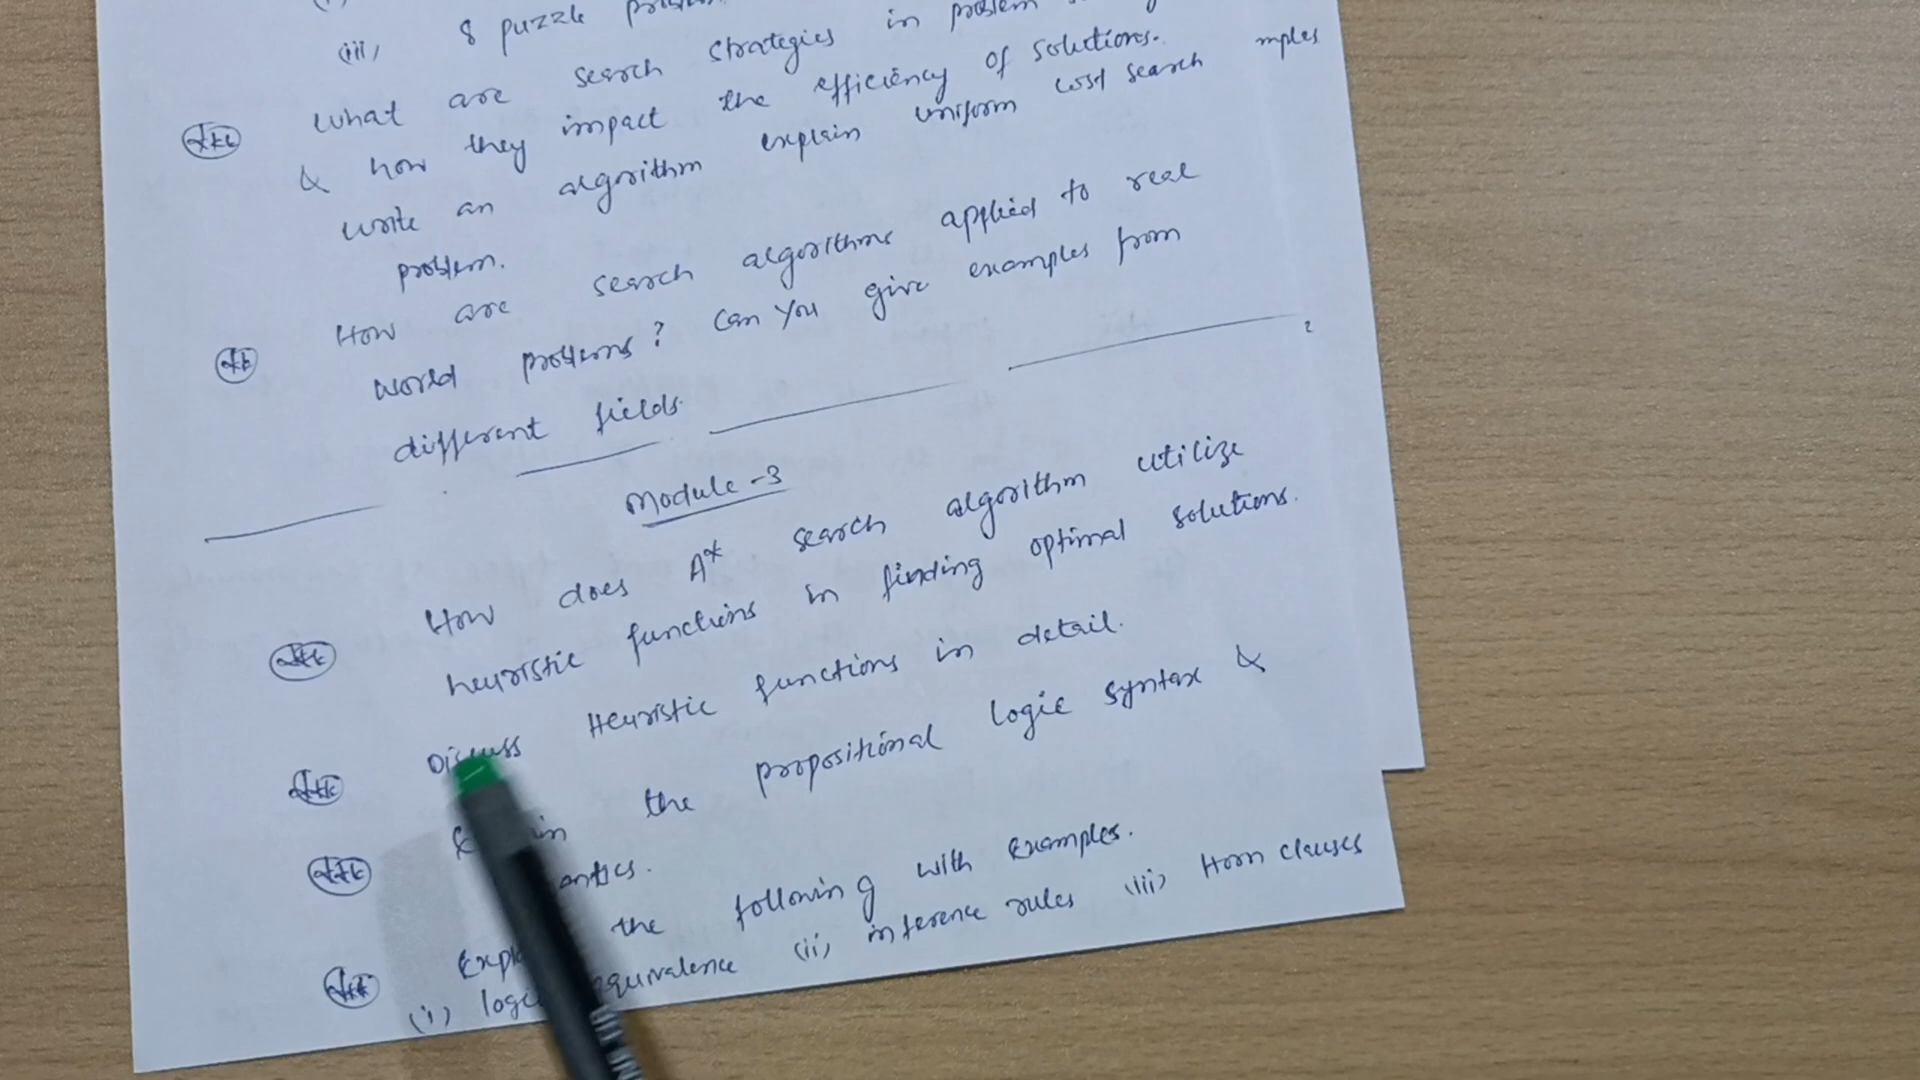 (iii) 8 puzzle
What are search strategies in problem
& how they impact the efficiency of solutions.
write an algorithm explain uniform cost search mples
problem.
How are search algorithms applied to real
world problems? can you give examples from
different fields.
Module-3
How does A* search algorithm utilize
heuristic functions in finding optimal solutions.
Discuss Heuristic functions in detail.
the propositional logic syntax &
antics.
the following with Examples.
(i) equivalence (ii) inference rules (iii) Horn clauses